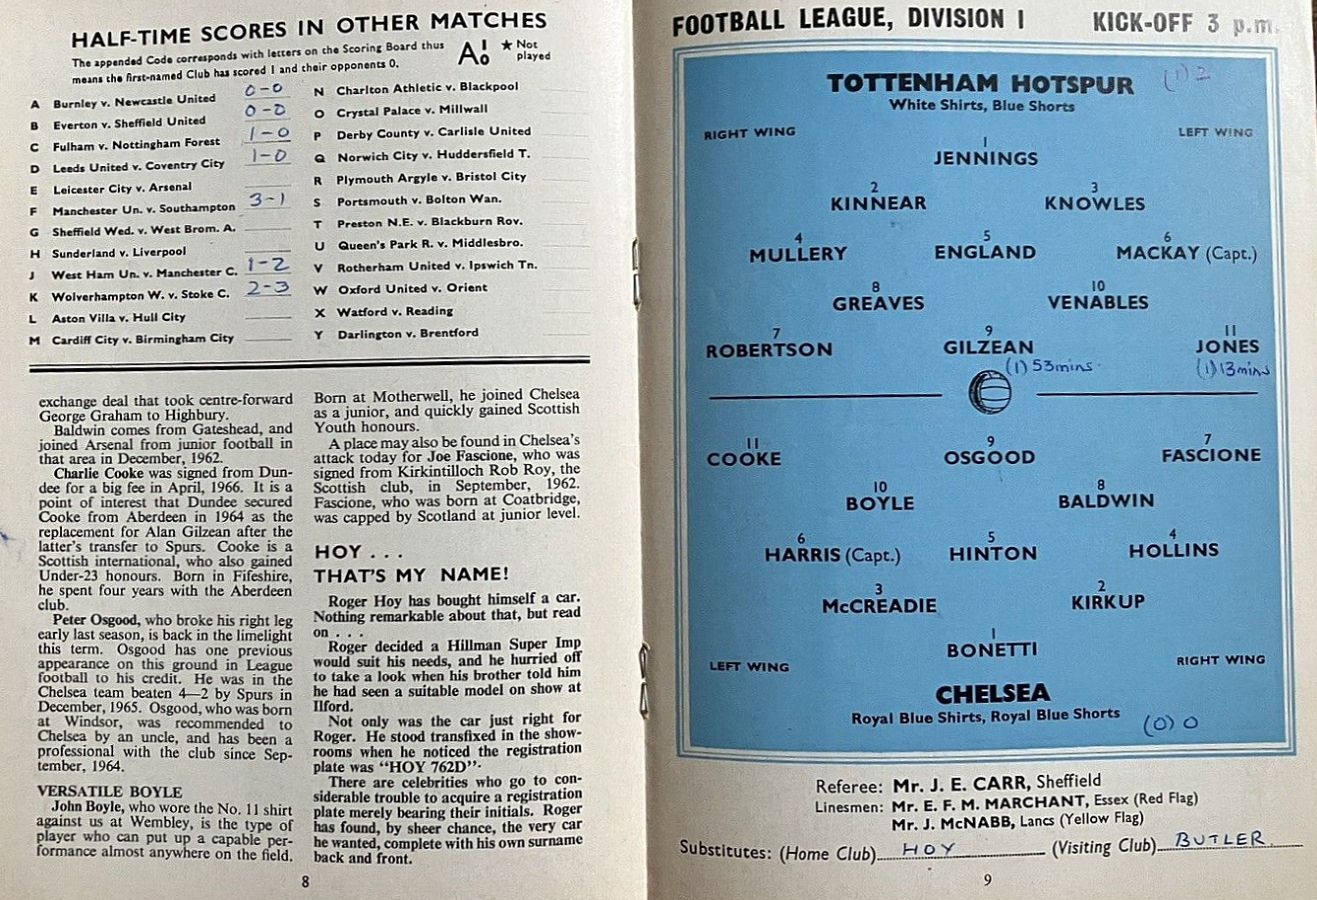 HALF-TIME SCORES IN OTHER MATCHES
The appended Code corresponds with letters on the Scoring Board thus
means the first-named Club has scored 1 and their opponents 0.
A 1 0
★ Not played
A Burnley v. Newcastle United 0-0
B Everton v. Sheffield United 0-0
C Fulham v. Nottingham Forest 1-0
D Leeds United v. Coventry City 1-0
E Leicester City v. Arsenal
F Manchester Un. v. Southampton 3-1
G Sheffield Wed. v. West Brom. A.
H Sunderland v. Liverpool
J West Ham Un. v. Manchester C. 1-2
K Wolverhampton W. v. Stoke C. 2-3
L Aston Villa v. Hull City
M Cardiff City v. Birmingham City
N Charlton Athletic v. Blackpool
O Crystal Palace v. Millwall
P Derby County v. Carlisle United
Q Norwich City v. Huddersfield T.
R Plymouth Argyle v. Bristol City
S Portsmouth v. Bolton Wan.
T Preston N.E. v. Blackburn Rov.
U Queen's Park R. v. Middlesbro.
V Rotherham United v. Ipswich Tn.
W Oxford United v. Orient
X Watford v. Reading
Y Darlington v. Brentford
exchange deal that took centre-forward
George Graham to Highbury.
Baldwin comes from Gateshead, and
joined Arsenal from junior football in
that area in December, 1962.
Charlie Cooke was signed from Dun-
dee for a big fee in April, 1966. It is a
point of interest that Dundee secured
Cooke from Aberdeen in 1964 as the
replacement for Alan Gilzean after the
latter's transfer to Spurs. Cooke is a
Scottish international, who also gained
Under-23 honours. Born in Fifeshire,
he spent four years with the Aberdeen
club.
Peter Osgood, who broke his right leg
early last season, is back in the limelight
this term. Osgood has one previous
appearance on this ground in League
football to his credit. He was in the
Chelsea team beaten 4—2 by Spurs in
December, 1965. Osgood, who was born
at Windsor, was recommended to
Chelsea by an uncle, and has been a
professional with the club since Sep-
tember, 1964.
VERSATILE BOYLE
John Boyle, who wore the No. 11 shirt
against us at Wembley, is the type of
player who can put up a capable per-
formance almost anywhere on the field.
Born at Motherwell, he joined Chelsea
as a junior, and quickly gained Scottish
Youth honours.
A place may also be found in Chelsea's
attack today for Joe Fascione, who was
signed from Kirkintilloch Rob Roy, the
Scottish club, in September, 1962.
Fascione, who was born at Coatbridge,
was capped by Scotland at junior level.
HOY . . .
THAT'S MY NAME!
Roger Hoy has bought himself a car.
Nothing remarkable about that, but read
on . . .
Roger decided a Hillman Super Imp
would suit his needs, and he hurried off
to take a look when his brother told him
he had seen a suitable model on show at
Ilford.
Not only was the car just right for
Roger. He stood transfixed in the show-
rooms when he noticed the registration
plate was "HOY 762D".
There are celebrities who go to con-
siderable trouble to acquire a registration
plate merely bearing their initials. Roger
has found, by sheer chance, the very car
he wanted, complete with his own surname
back and front.
8
FOOTBALL LEAGUE, DIVISION 1 KICK-OFF 3 p.m.
TOTTENHAM HOTSPUR (1) 2
White Shirts, Blue Shorts
RIGHT WING LEFT WING
1
JENNINGS
2 3
KINNEAR KNOWLES
4 5 6
MULLERY ENGLAND MACKAY (Capt.)
8 10
GREAVES VENABLES
7 9 11
ROBERTSON GILZEAN JONES
(1) 53mins (1) 13mins
11 9 7
COOKE OSGOOD FASCIONE
10 8
BOYLE BALDWIN
6 5 4
HARRIS (Capt.) HINTON HOLLINS
3 2
McCREADIE KIRKUP
1
BONETTI
LEFT WING RIGHT WING
CHELSEA
Royal Blue Shirts, Royal Blue Shorts (0) 0
Referee: Mr. J. E. CARR, Sheffield
Linesmen: Mr. E. F. M. MARCHANT, Essex (Red Flag)
Mr. J. McNABB, Lancs (Yellow Flag)
Substitutes: (Home Club) HOY (Visiting Club) BUTLER
9